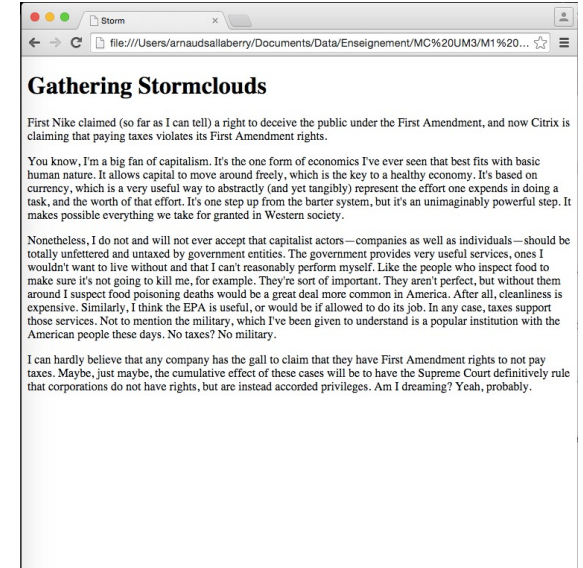 Storm
file:///Users/arnaudsallaberry/Documents/Data/Enseignement/MC%20UM3/M1%20...
Gathering Stormclouds
First Nike claimed (so far as I can tell) a right to deceive the public under the First Amendment, and now Citrix is
claiming that paying taxes violates its First Amendment rights.
You know, I'm a big fan of capitalism. It's the one form of economics I've ever seen that best fits with basic
human nature. It allows capital to move around freely, which is the key to a healthy economy. It's based on
currency, which is a very useful way to abstractly (and yet tangibly) represent the effort one expends in doing a
task, and the worth of that effort. It's one step up from the barter system, but it's an unimaginably powerful step. It
makes possible everything we take for granted in Western society.
Nonetheless, I do not and will not ever accept that capitalist actors—companies as well as individuals—should be
totally unfettered and untaxed by government entities. The government provides very useful services, ones I
wouldn't want to live without and that I can't reasonably perform myself. Like the people who inspect food to
make sure it's not going to kill me, for example. They're sort of important. They aren't perfect, but without them
around I suspect food poisoning deaths would be a great deal more common in America. After all, cleanliness is
expensive. Similarly, I think the EPA is useful, or would be if allowed to do its job. In any case, taxes support
those services. Not to mention the military, which I've been given to understand is a popular institution with the
American people these days. No taxes? No military.
I can hardly believe that any company has the gall to claim that they have First Amendment rights to not pay
taxes. Maybe, just maybe, the cumulative effect of these cases will be to have the Supreme Court definitively rule
that corporations do not have rights, but are instead accorded privileges. Am I dreaming? Yeah, probably.